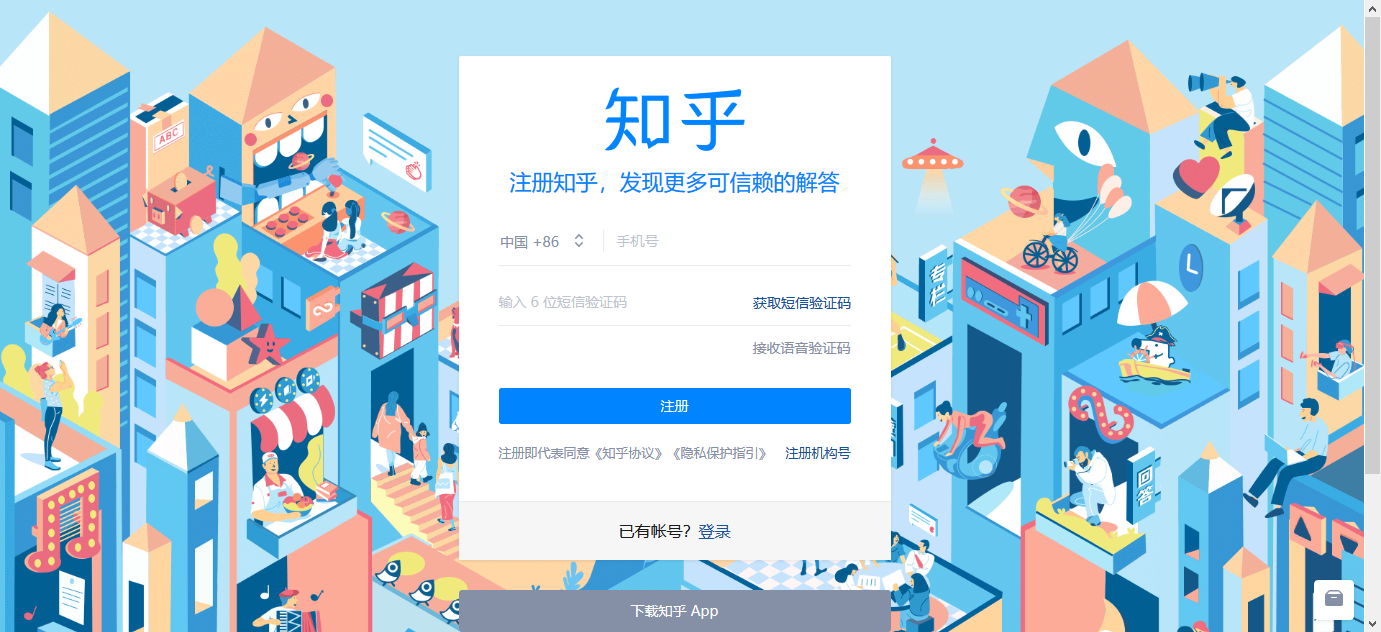 知乎
注册知乎，发现更多可信赖的解答
中国 +86 手机号
输入 6 位短信验证码 获取短信验证码
接收语音验证码
注册
注册即代表同意《知乎协议》《隐私保护指引》 注册机构号
已有帐号？登录
下载知乎 App
ABC
专栏
回答